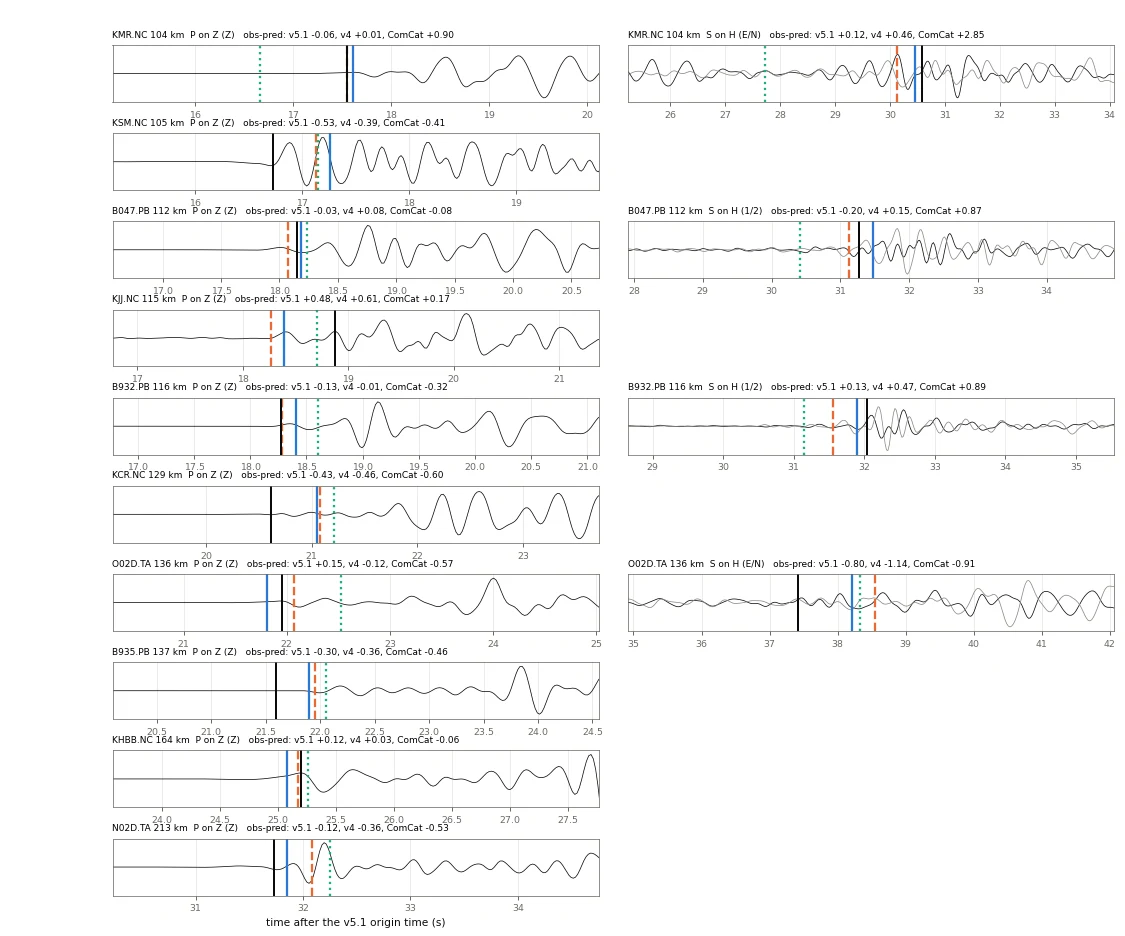 KMR.NC 104 km P on Z (Z) obs-pred: v5.1 -0.06, v4 +0.01, ComCat +0.90
16 17 18 19 20
KMR.NC 104 km S on H (E/N) obs-pred: v5.1 +0.12, v4 +0.46, ComCat +2.85
26 27 28 29 30 31 32 33 34
KSM.NC 105 km P on Z (Z) obs-pred: v5.1 -0.53, v4 -0.39, ComCat -0.41
16 17 18 19
B047.PB 112 km P on Z (Z) obs-pred: v5.1 -0.03, v4 +0.08, ComCat -0.08
17.0 17.5 18.0 18.5 19.0 19.5 20.0 20.5
B047.PB 112 km S on H (1/2) obs-pred: v5.1 -0.20, v4 +0.15, ComCat +0.87
28 29 30 31 32 33 34
KJJ.NC 115 km P on Z (Z) obs-pred: v5.1 +0.48, v4 +0.61, ComCat +0.17
17 18 19 20 21
B932.PB 116 km P on Z (Z) obs-pred: v5.1 -0.13, v4 -0.01, ComCat -0.32
17.0 17.5 18.0 18.5 19.0 19.5 20.0 20.5 21.0
B932.PB 116 km S on H (1/2) obs-pred: v5.1 +0.13, v4 +0.47, ComCat +0.89
29 30 31 32 33 34 35
KCR.NC 129 km P on Z (Z) obs-pred: v5.1 -0.43, v4 -0.46, ComCat -0.60
20 21 22 23
O02D.TA 136 km P on Z (Z) obs-pred: v5.1 +0.15, v4 -0.12, ComCat -0.57
21 22 23 24 25
O02D.TA 136 km S on H (E/N) obs-pred: v5.1 -0.80, v4 -1.14, ComCat -0.91
35 36 37 38 39 40 41 42
B935.PB 137 km P on Z (Z) obs-pred: v5.1 -0.30, v4 -0.36, ComCat -0.46
20.5 21.0 21.5 22.0 22.5 23.0 23.5 24.0 24.5
KHBB.NC 164 km P on Z (Z) obs-pred: v5.1 +0.12, v4 +0.03, ComCat -0.06
24.0 24.5 25.0 25.5 26.0 26.5 27.0 27.5
N02D.TA 213 km P on Z (Z) obs-pred: v5.1 -0.12, v4 -0.36, ComCat -0.53
31 32 33 34
time after the v5.1 origin time (s)